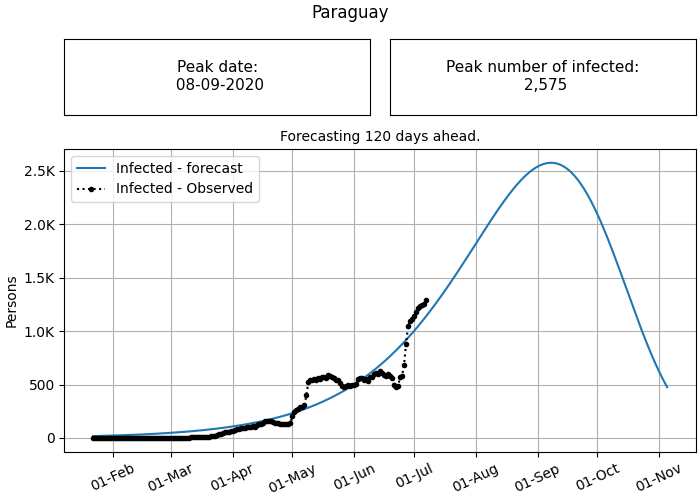 Paraguay
Peak date:
08-09-2020
Peak number of infected:
2,575
Forecasting 120 days ahead.
Infected - forecast
Infected - Observed
Persons
2.5K
2.0K
1.5K
1.0K
500
0
01-Feb
01-Mar
01-Apr
01-May
01-Jun
01-Jul
01-Aug
01-Sep
01-Oct
01-Nov